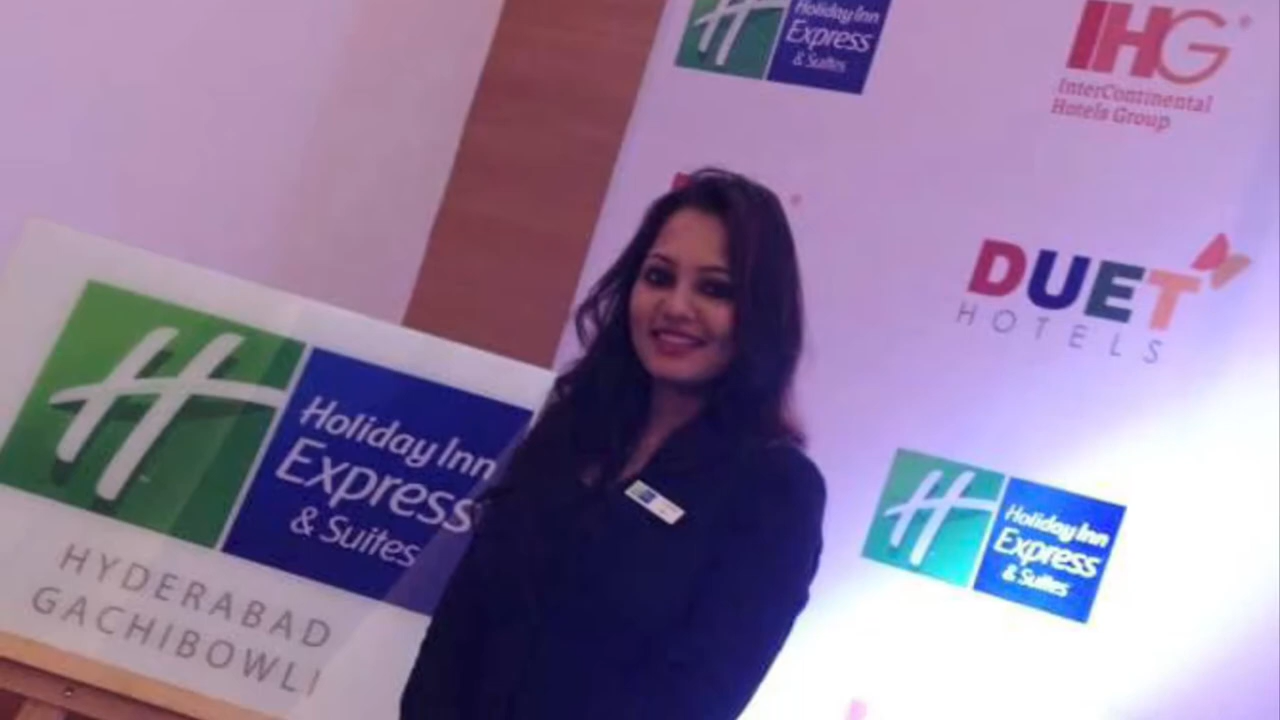 Holiday Inn
Express
& Suites
IHG®
InterContinental
Hotels Group
DUET
HOTELS
Holiday Inn
Express
& Suites
HYDERABAD
GACHIBOWLI
Holiday Inn
Express
& Suites